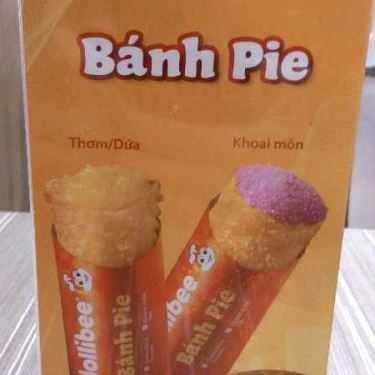 Bánh Pie
Thơm/Dứa
Khoai môn
Jollibee
Bánh Pie
Jollibee
Bánh Pie